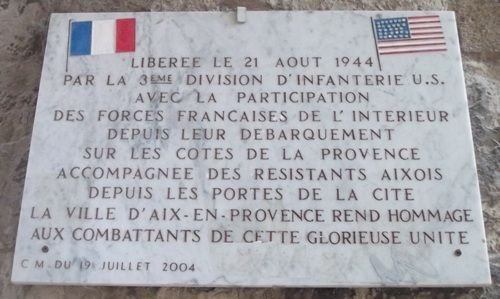 LIBEREE LE 21 AOUT 1944
PAR LA 3EME DIVISION D'INFANTERIE U.S.
AVEC LA PARTICIPATION
DES FORCES FRANCAISES DE L'INTERIEUR
DEPUIS LEUR DEBARQUEMENT
SUR LES COTES DE LA PROVENCE
ACCOMPAGNEE DES RESISTANTS AIXOIS
DEPUIS LES PORTES DE LA CITE
LA VILLE D'AIX-EN-PROVENCE REND HOMMAGE
AUX COMBATTANTS DE CETTE GLORIEUSE UNITE
C M. DU 19 JUILLET 2004